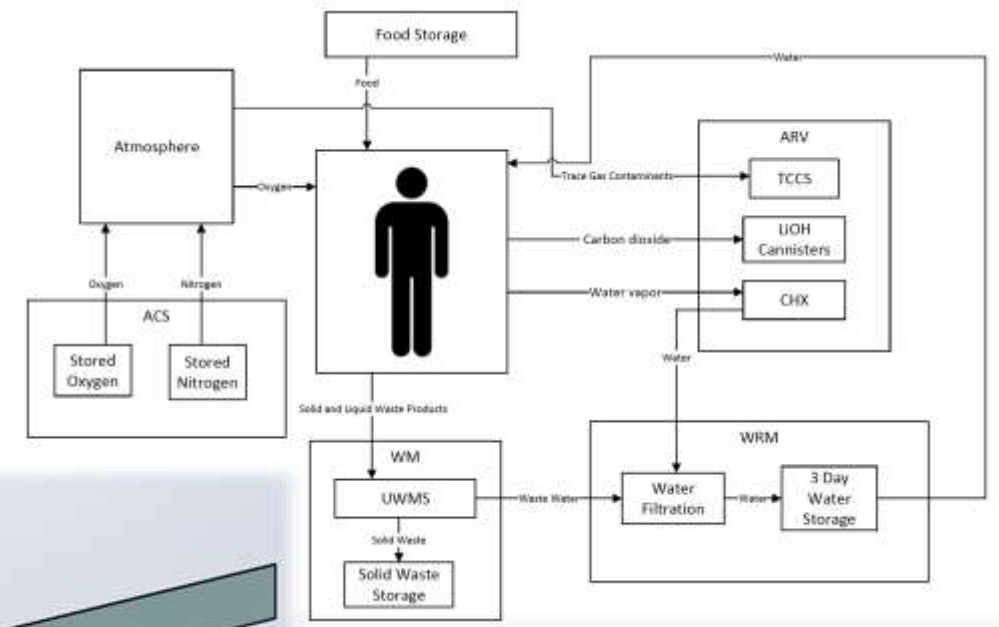 Food Storage
Food
Water
Atmosphere
ARV
TCCS
Trace Gas Contaminants
Oxygen
Carbon dioxide
LiOH
Cannisters
Water vapor
CHX
Oxygen
Nitrogen
ACS
Stored
Oxygen
Stored
Nitrogen
Water
Solid and Liquid Waste Products
WM
UWMS
Waste Water
Solid Waste
Solid Waste
Storage
WRM
Water
Filtration
Water
3 Day
Water
Storage